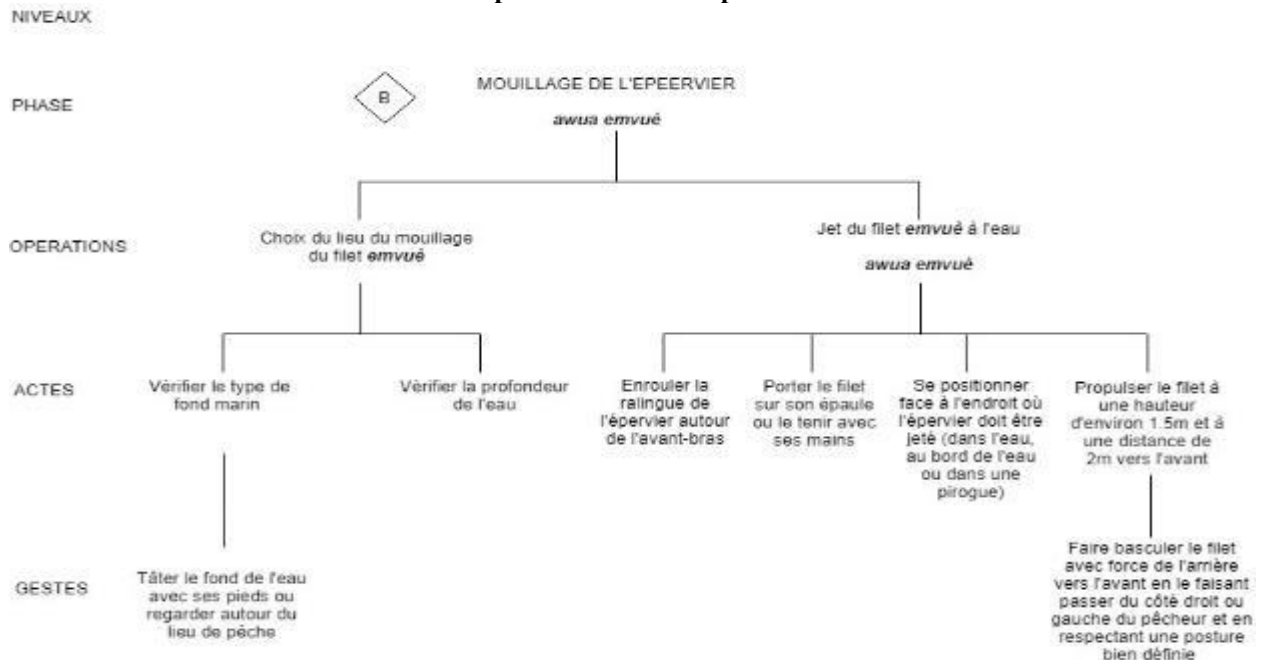 NIVEAUX
PHASE
B
MOUILLAGE DE L'EPEERVIER
awua emvuê
OPERATIONS
Choix du lieu du mouillage
du filet emvuê
Jet du filet emvuê à l'eau
awua emvuê
ACTES
Vérifier le type de
fond marin
Vérifier la profondeur
de l'eau
Enrouler la
ralingue de
l'épervier autour
de l'avant-bras
Porter le filet
sur son épaule
ou le tenir avec
ses mains
Se positionner
face à l'endroit où
l'épervier doit être
jeté (dans l'eau,
au bord de l'eau
ou dans une
pirogue)
Propulser le filet à
une hauteur
d'environ 1.5m et à
une distance de
2m vers l'avant
GESTES
Tâter le fond de l'eau
avec ses pieds ou
regarder autour du
lieu de pêche
Faire basculer le filet
avec force de l'arrière
vers l'avant en le faisant
passer du côté droit ou
gauche du pêcheur et en
respectant une posture
bien définie